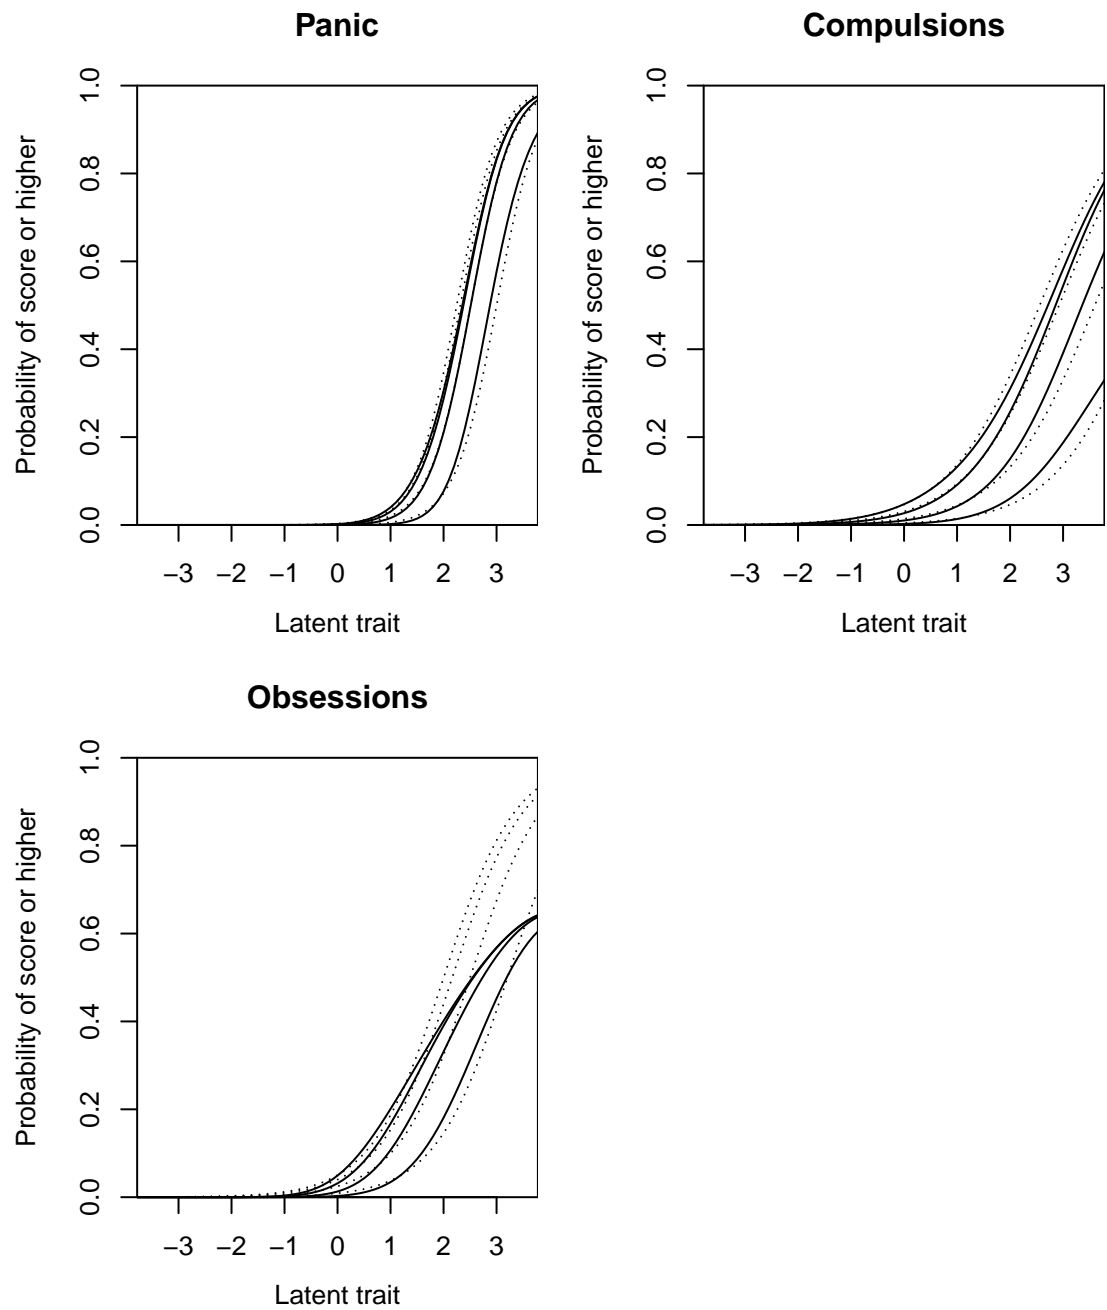 Panic
Probability of score or higher
0.0 0.2 0.4 0.6 0.8 1.0
−3 −2 −1 0 1 2 3
Latent trait
Compulsions
Probability of score or higher
0.0 0.2 0.4 0.6 0.8 1.0
−3 −2 −1 0 1 2 3
Latent trait
Obsessions
Probability of score or higher
0.0 0.2 0.4 0.6 0.8 1.0
−3 −2 −1 0 1 2 3
Latent trait